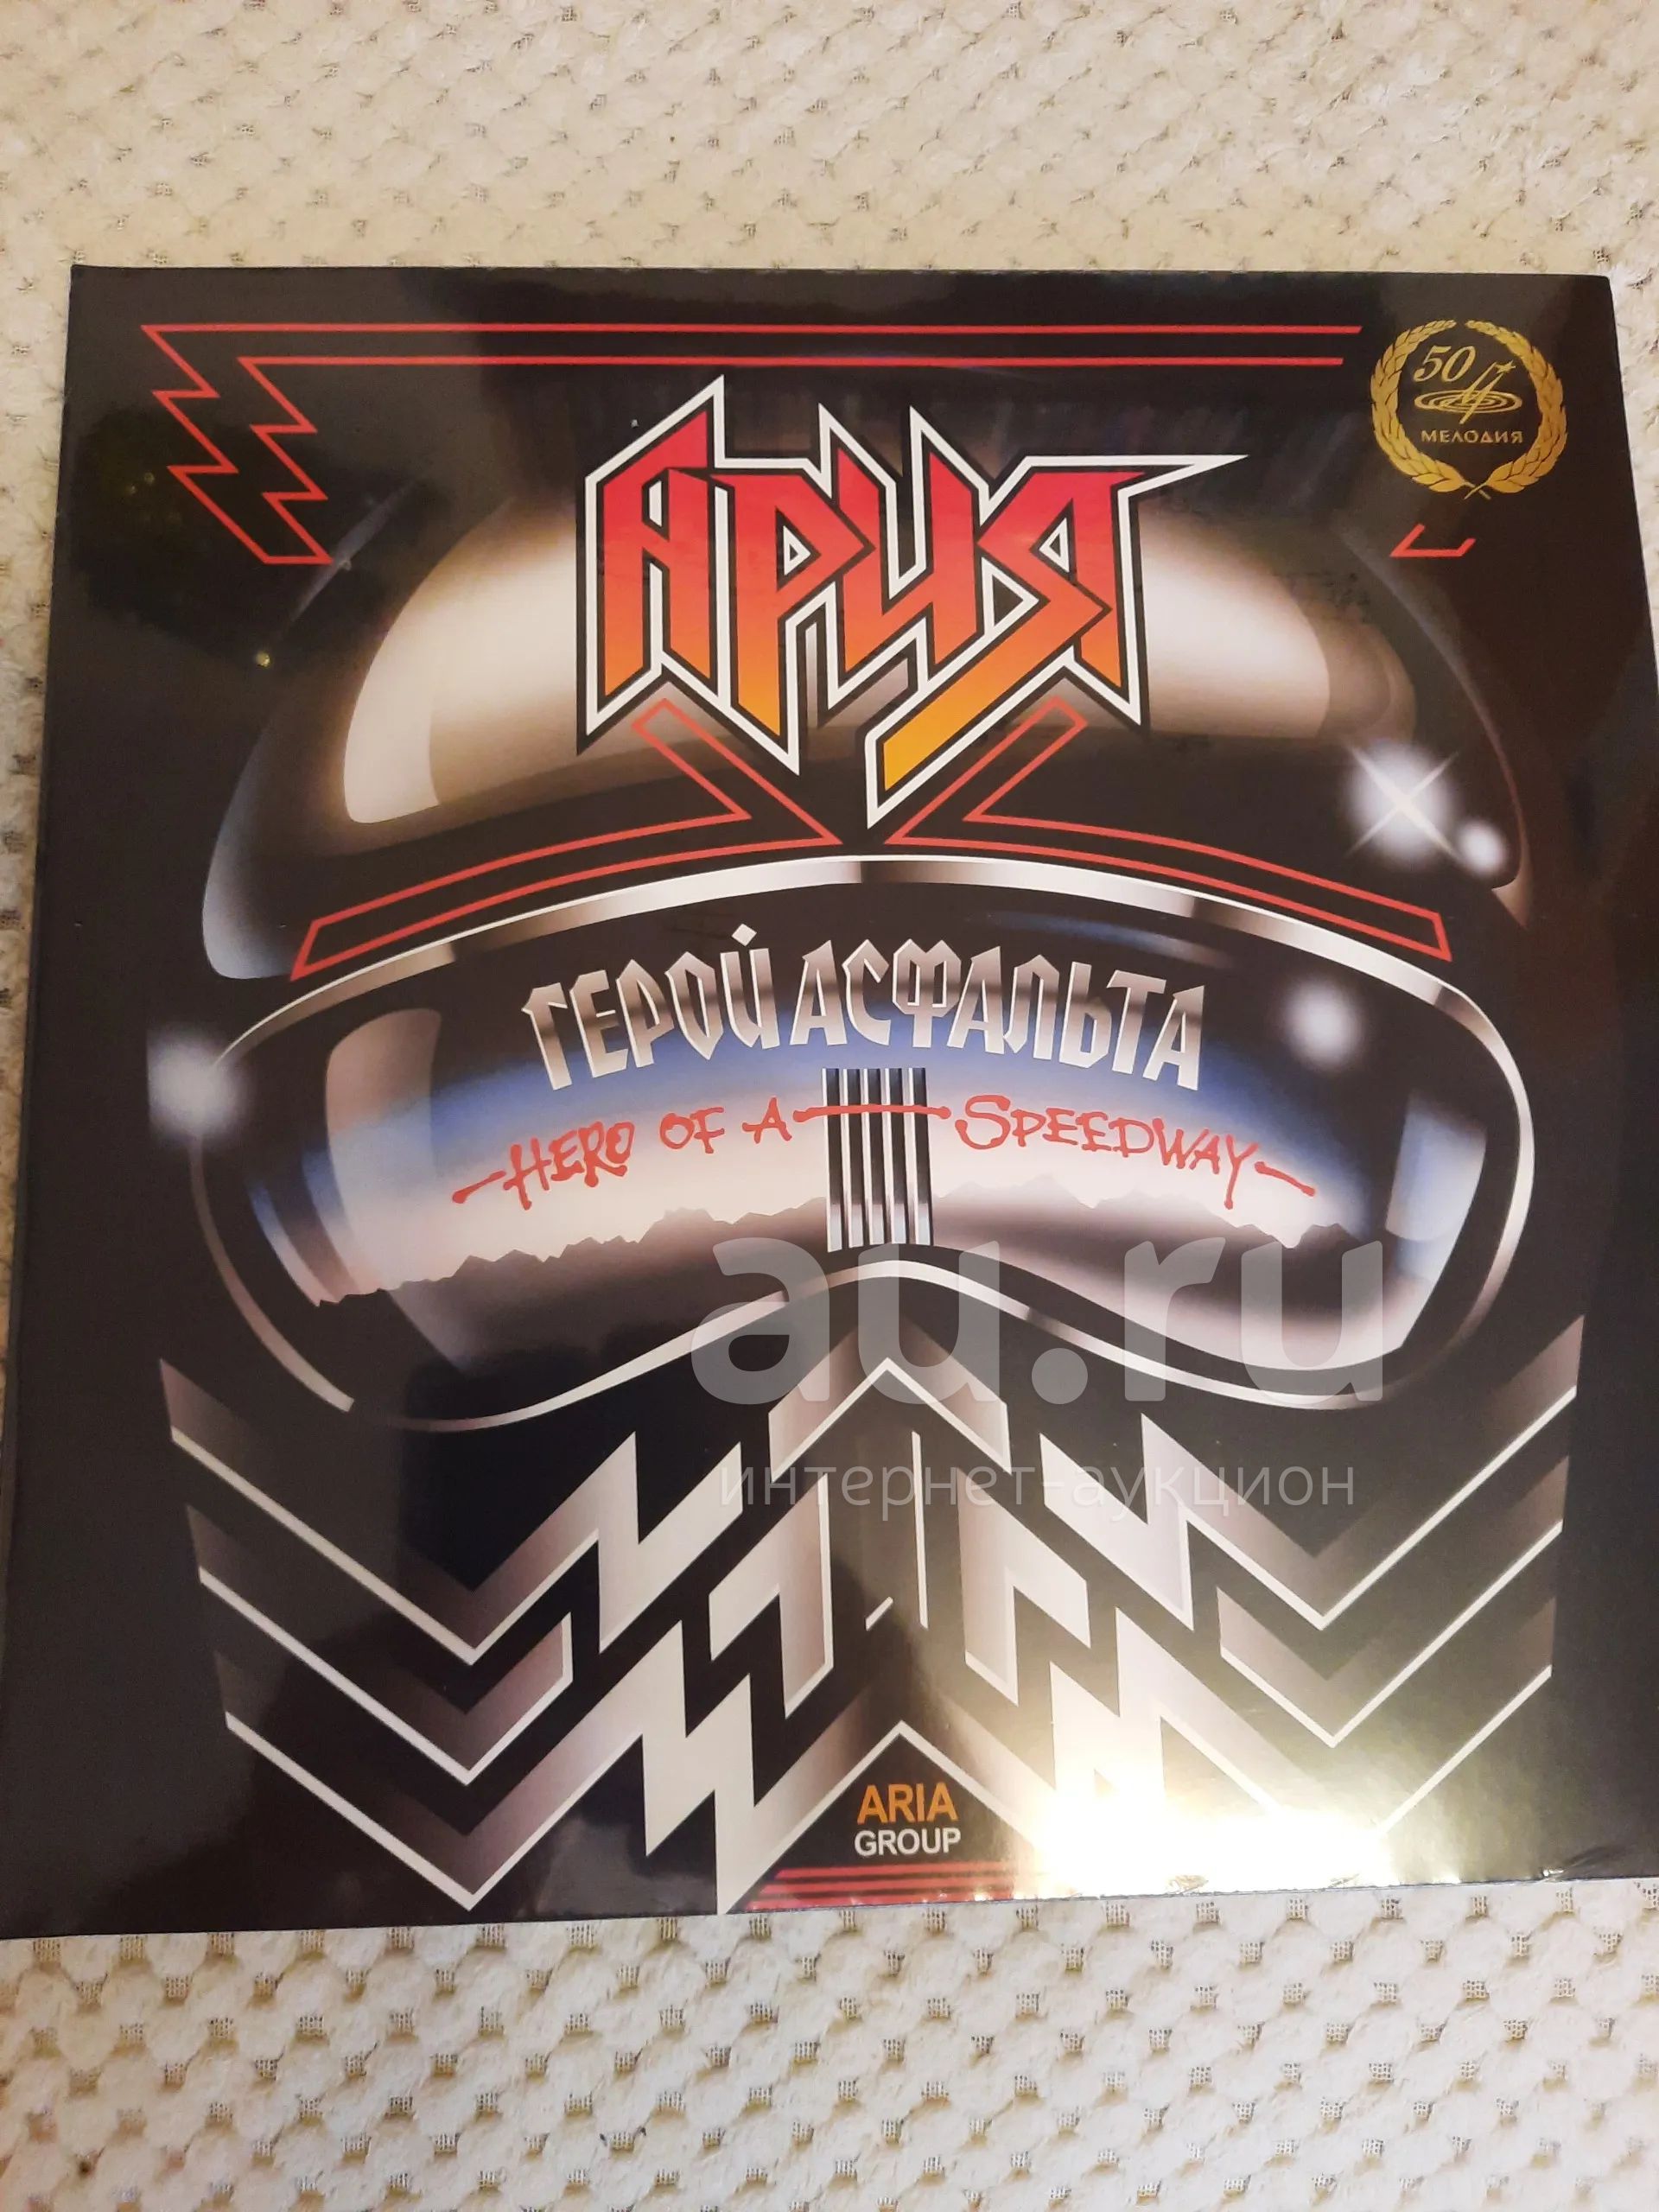 50
МЕЛОДИЯ
АРИЯ
ГЕРОЙ АСФАЛЬТА
HERO OF A SPEEDWAY
au.ru
интернет-аукцион
ARIA
GROUP